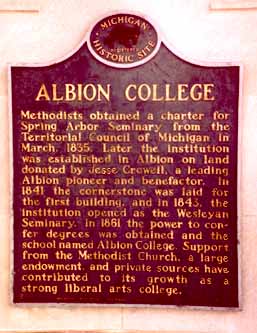 MICHIGAN
HISTORIC SITE
ALBION COLLEGE
Methodists obtained a charter for
Spring Arbor Seminary from the
Territorial Council of Michigan in
March, 1835. Later the institution
was established in Albion on land
donated by Jesse Crowell, a leading
Albion pioneer and benefactor. In
1841 the cornerstone was laid for
the first building, and in 1843, the
institution opened as the Wesleyan
Seminary. In 1861 the power to con-
fer degrees was obtained and the
school named Albion College. Support
from the Methodist Church, a large
endowment, and private sources have
contributed to its growth as a
strong liberal arts college.